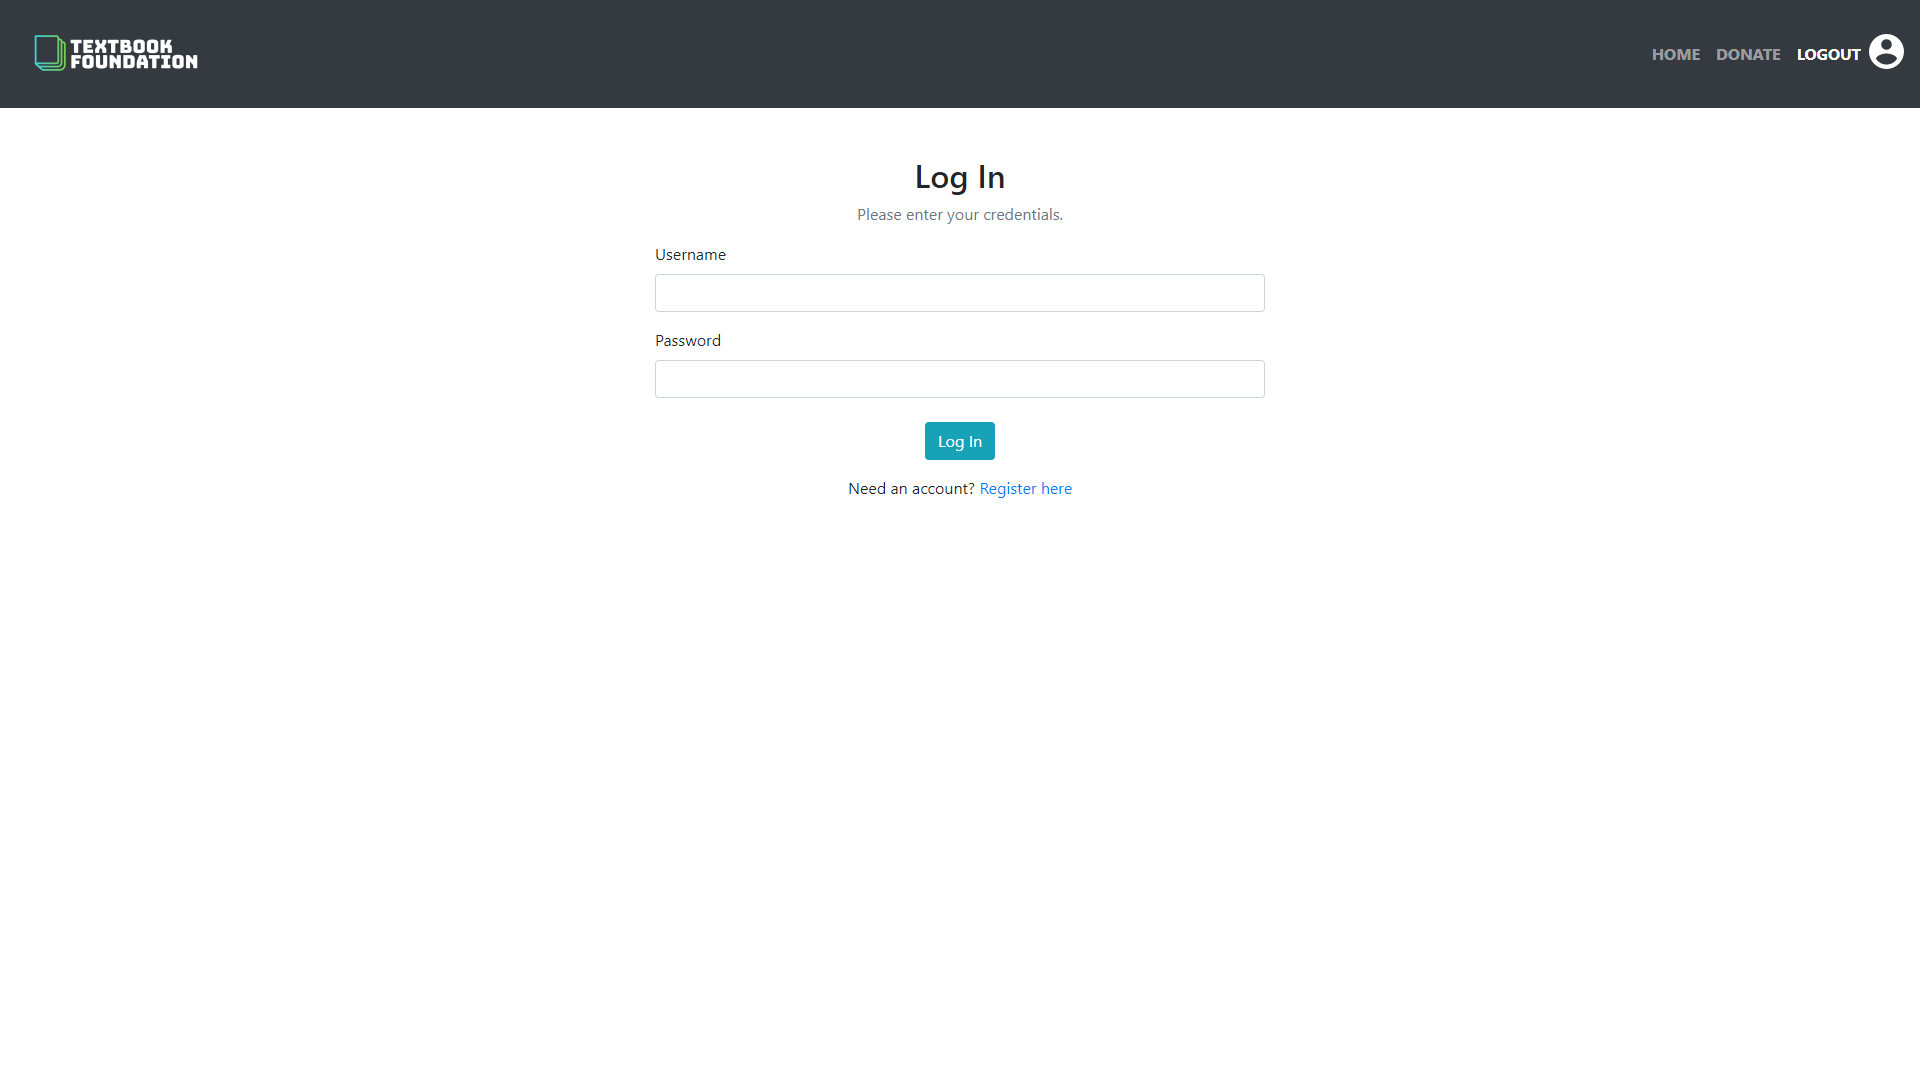 TEXTBOOK
FOUNDATION
HOME DONATE LOGOUT
Log In
Please enter your credentials.
Username
Password
Log In
Need an account? Register here